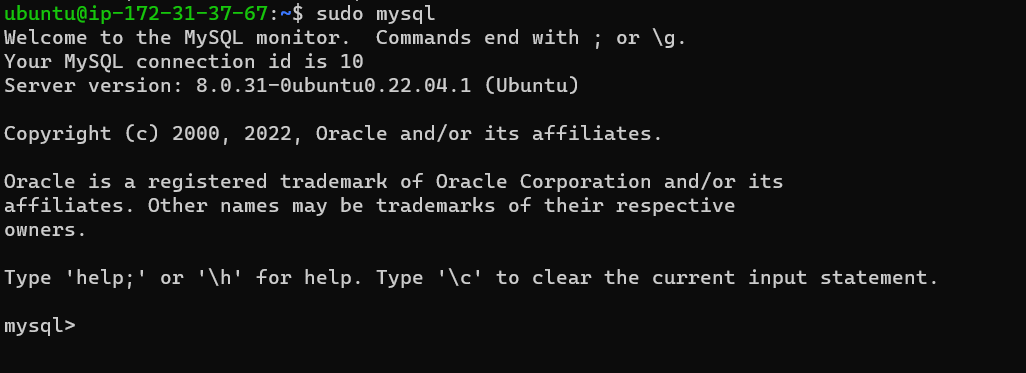 ubuntu@ip-172-31-37-67:~$ sudo mysql
Welcome to the MySQL monitor.  Commands end with ; or \g.
Your MySQL connection id is 10
Server version: 8.0.31-0ubuntu0.22.04.1 (Ubuntu)
Copyright (c) 2000, 2022, Oracle and/or its affiliates.
Oracle is a registered trademark of Oracle Corporation and/or its
affiliates. Other names may be trademarks of their respective
owners.
Type 'help;' or '\h' for help. Type '\c' to clear the current input statement.
mysql>